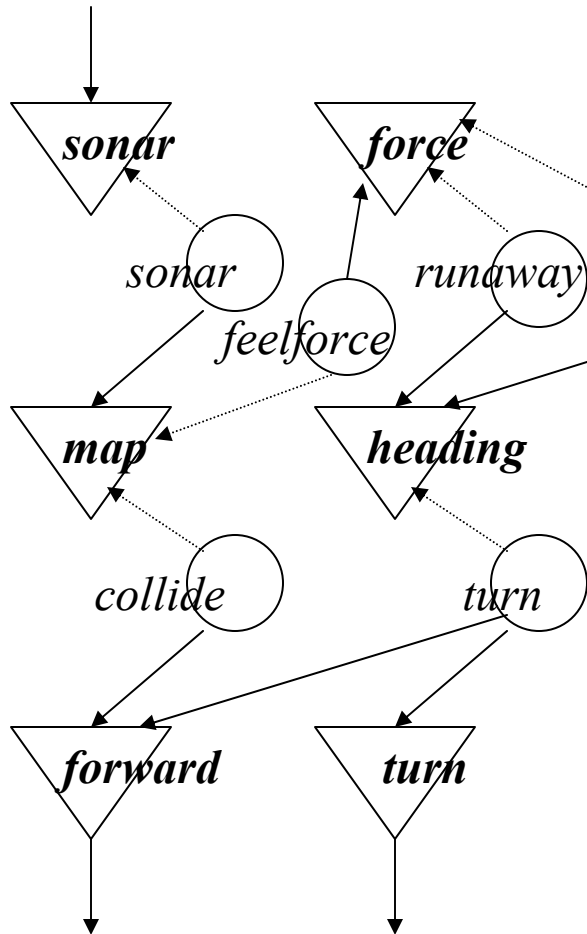 sonar
force
sonar
runaway
feelforce
map
heading
collide
turn
forward
turn